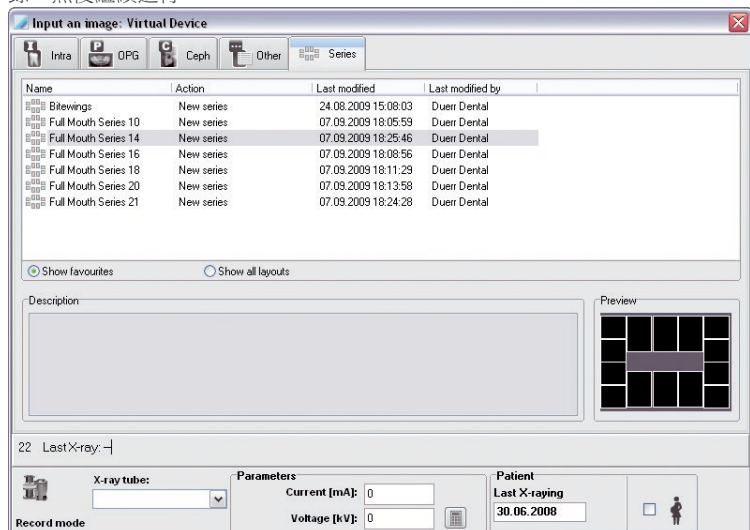 Input an image: Virtual Device
Intra OPG Ceph Other Series
Name Action Last modified Last modified by
Bitewings New series 24.08.2009 15:08:03 Duerr Dental
Full Mouth Series 10 New series 07.09.2009 18:05:59 Duerr Dental
Full Mouth Series 14 New series 07.09.2009 18:25:46 Duerr Dental
Full Mouth Series 16 New series 07.09.2009 18:08:56 Duerr Dental
Full Mouth Series 18 New series 07.09.2009 18:11:29 Duerr Dental
Full Mouth Series 20 New series 07.09.2009 18:13:58 Duerr Dental
Full Mouth Series 21 New series 07.09.2009 18:24:28 Duerr Dental
Show favourites Show all layouts
Description Preview
22 Last X-ray: -
X-ray tube: Parameters Patient
Current [mA]: 0 Last X-raying
30.06.2008
Record mode Voltage [kV]: 0